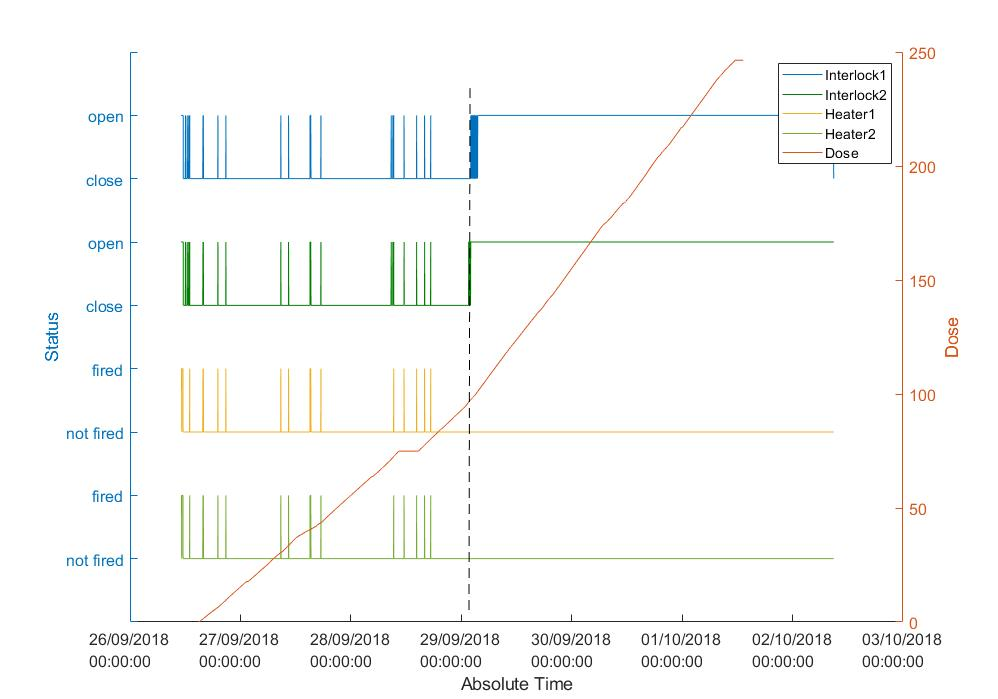 250
Interlock1
Interlock2
Heater1
Heater2
Dose
open
close
200
open
close
150
Status
Dose
fired
not fired
100
fired
not fired
50
0
26/09/2018 27/09/2018 28/09/2018 29/09/2018 30/09/2018 01/10/2018 02/10/2018 03/10/2018
00:00:00 00:00:00 00:00:00 00:00:00 00:00:00 00:00:00 00:00:00 00:00:00
Absolute Time